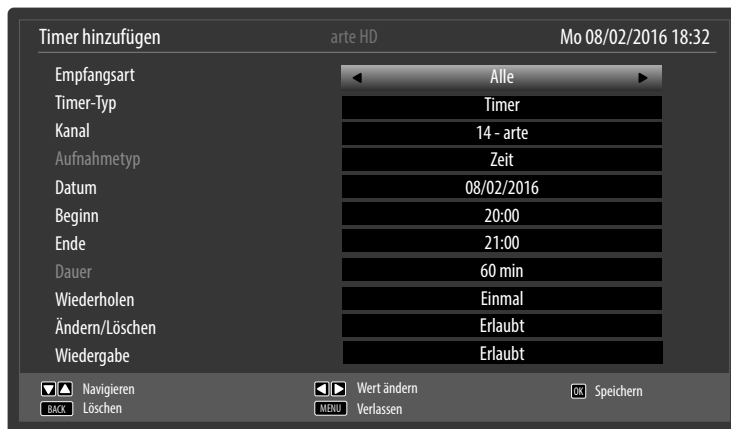 Timer hinzufügen arte HD Mo 08/02/2016 18:32
Empfangsart Alle
Timer-Typ Timer
Kanal 14 - arte
Aufnahmetyp Zeit
Datum 08/02/2016
Beginn 20:00
Ende 21:00
Dauer 60 min
Wiederholen Einmal
Ändern/Löschen Erlaubt
Wiedergabe Erlaubt
Navigieren Wert ändern OK Speichern
BACK Löschen MENU Verlassen